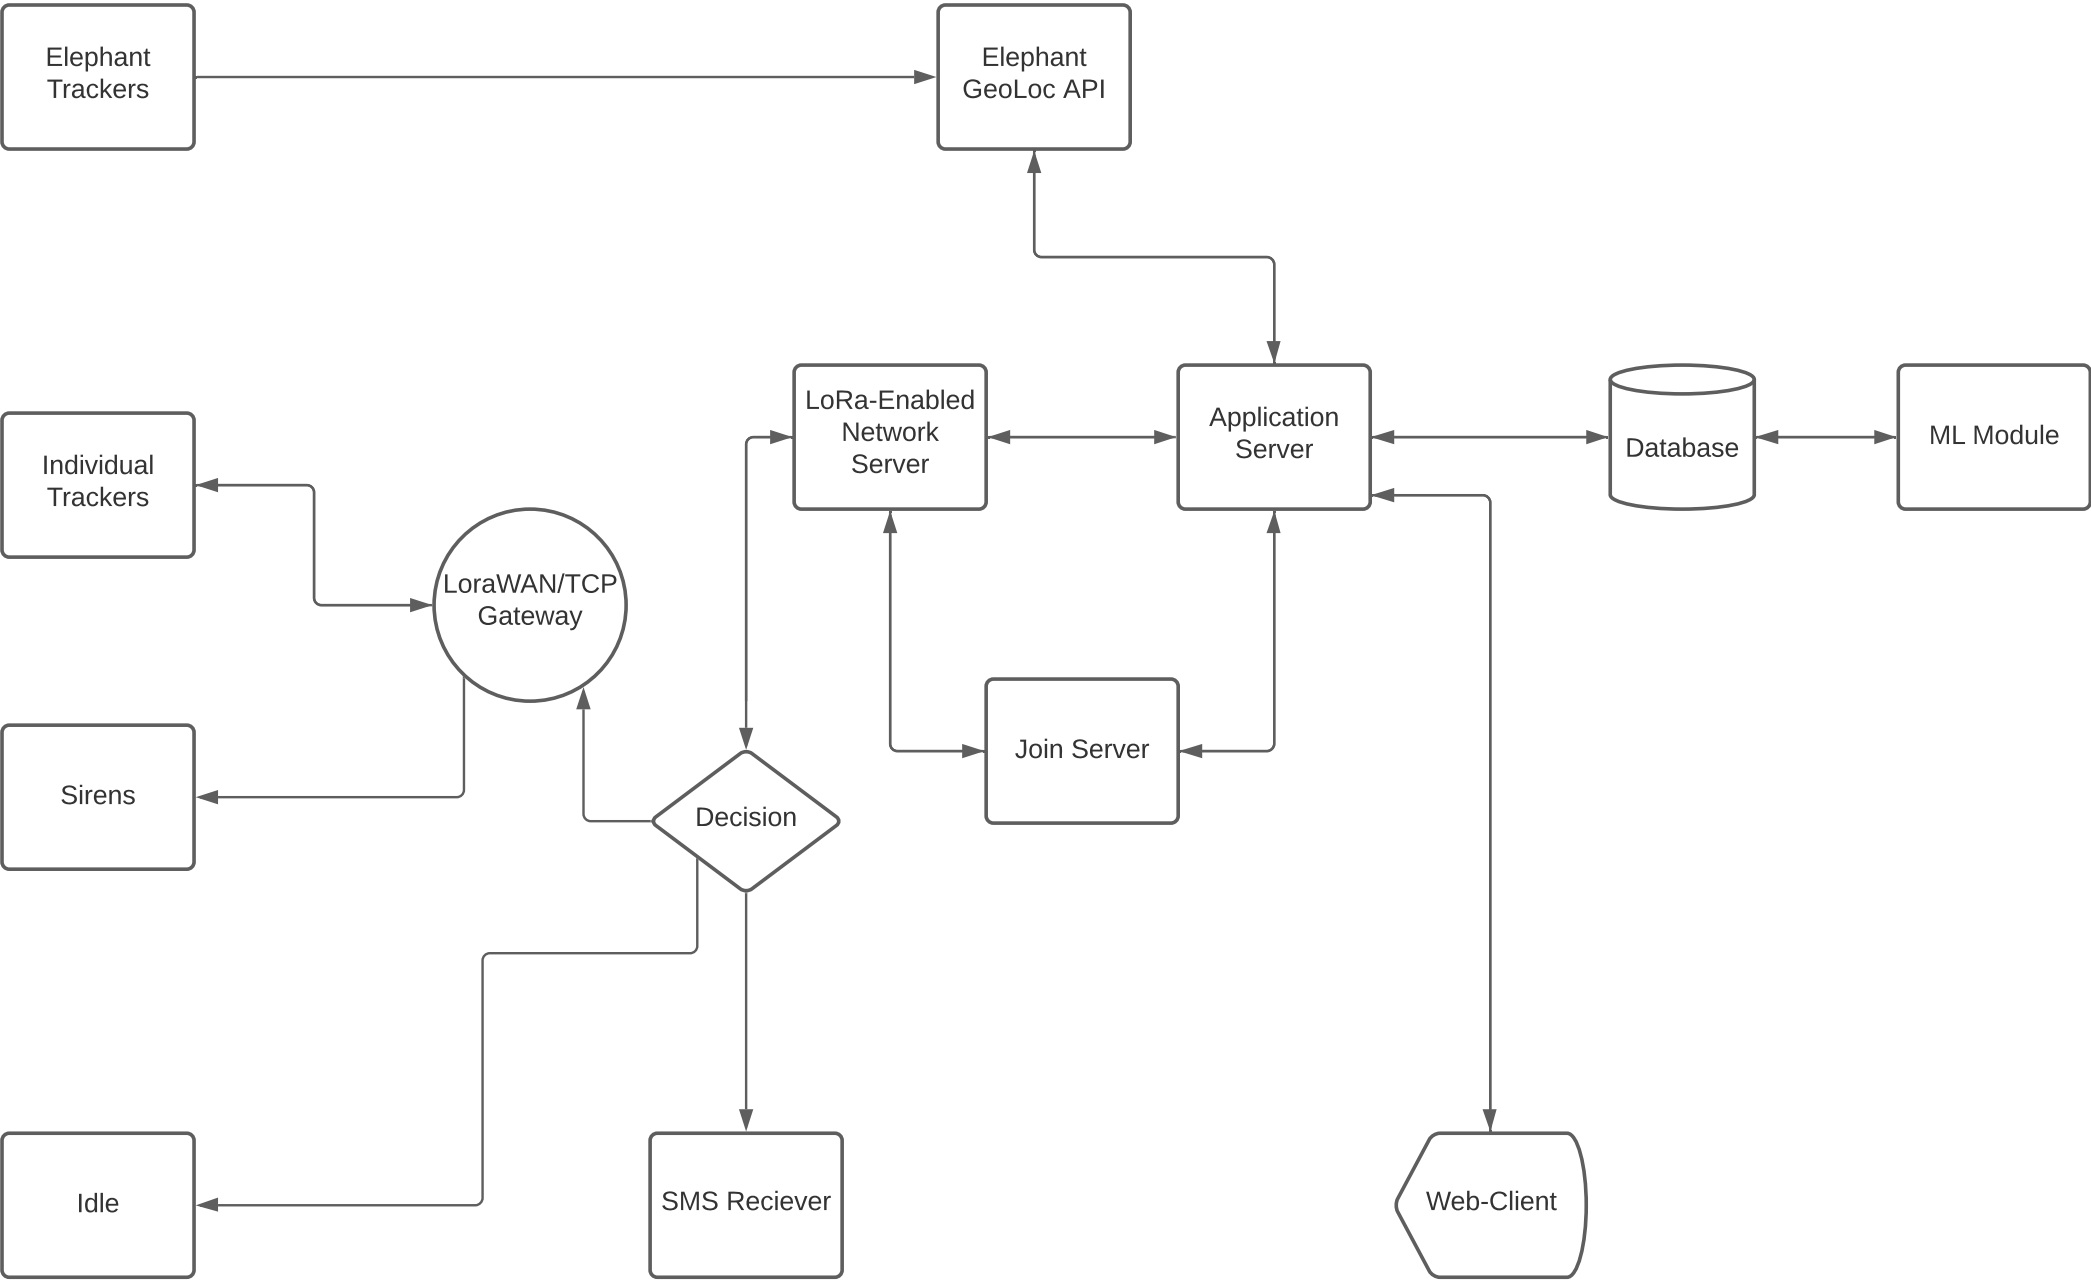 Elephant
Trackers
Elephant
GeoLoc API
LoRa-Enabled
Network
Server
Application
Server
Database
ML Module
Individual
Trackers
LoraWAN/TCP
Gateway
Join Server
Sirens
Decision
Idle
SMS Reciever
Web-Client